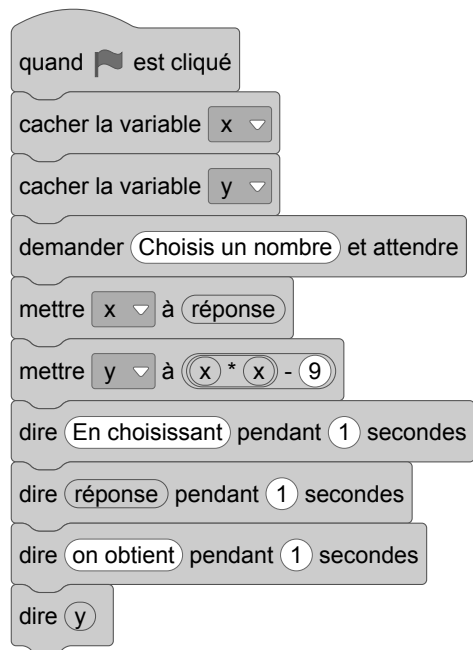 quand est cliqué
cacher la variable x
cacher la variable y
demander Choisis un nombre et attendre
mettre x à réponse
mettre y à x * x - 9
dire En choisissant pendant 1 secondes
dire réponse pendant 1 secondes
dire on obtient pendant 1 secondes
dire y